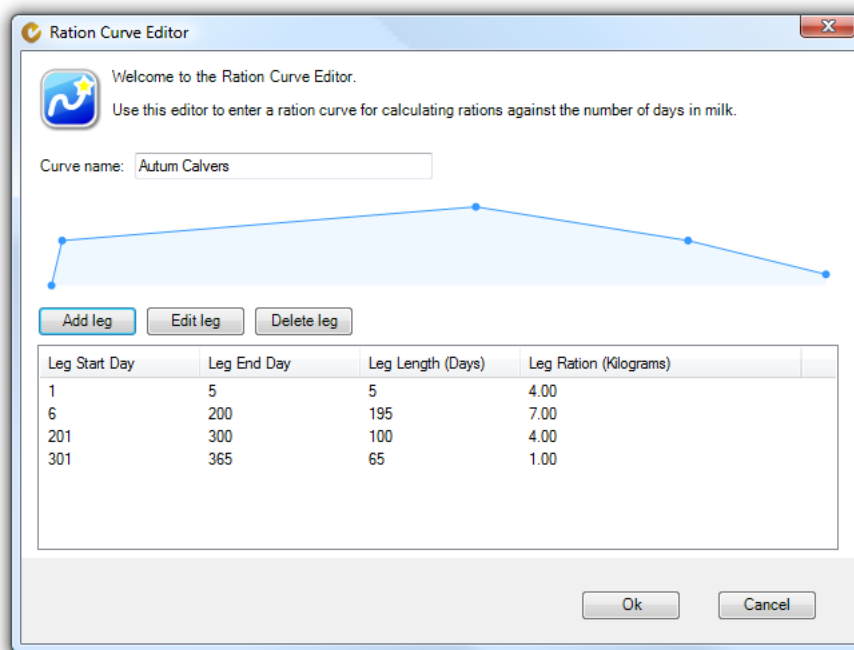 Ration Curve Editor
Welcome to the Ration Curve Editor.
Use this editor to enter a ration curve for calculating rations against the number of days in milk.
Curve name: Autum Calvers
Add leg Edit leg Delete leg
Leg Start Day Leg End Day Leg Length (Days) Leg Ration (Kilograms)
1 5 5 4.00
6 200 195 7.00
201 300 100 4.00
301 365 65 1.00
Ok Cancel